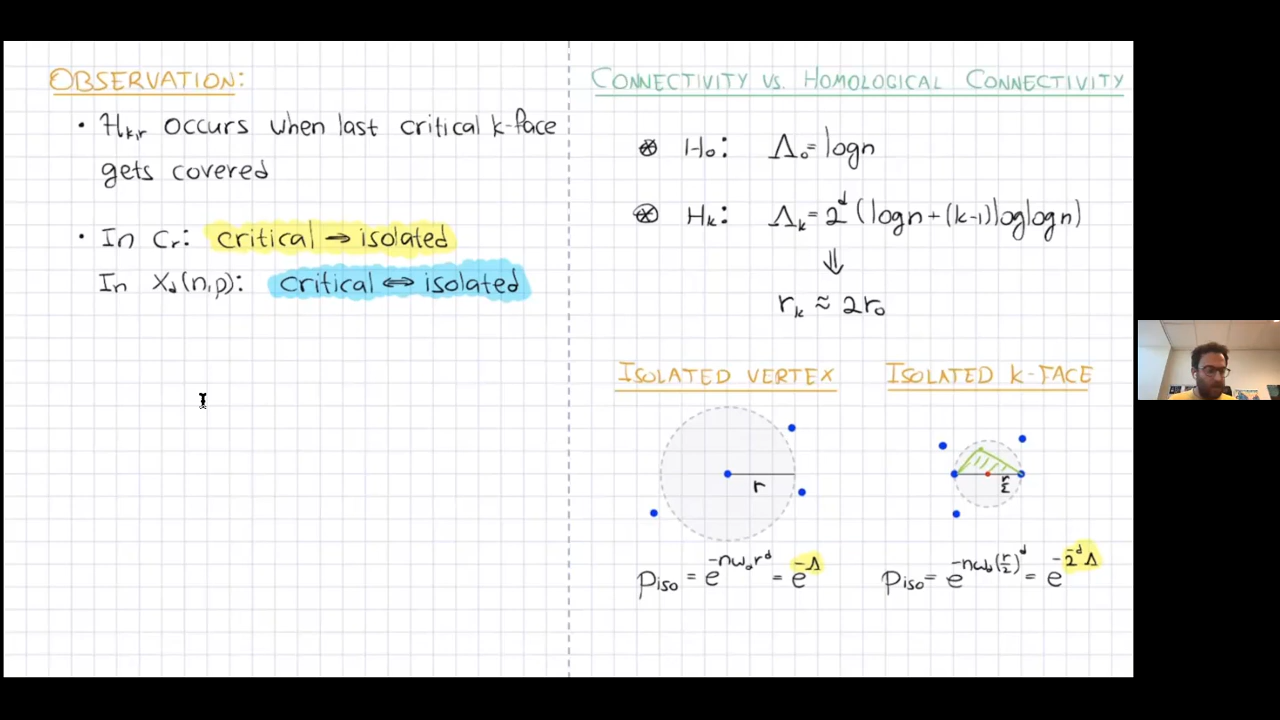 OBSERVATION:
• H_{k,r} OCCURS when last critical k-face
gets covered
• In C_r: critical → isolated
In X_d(n,p): critical ⇔ isolated
CONNECTIVITY VS. HOMOLOGICAL CONNECTIVITY
⊛ H_0: Λ_0 = log n
⊛ H_k: Λ_k = 2^d (log n + (k-1) log log n)
⇓
r_k ≈ 2r_0
ISOLATED VERTEX
r
p_iso = e^{-nω_d r^d} = e^{-Λ}
ISOLATED K-FACE
r/2
p_iso = e^{-nω_d (r/2)^d} = e^{-2^{-d} Λ}